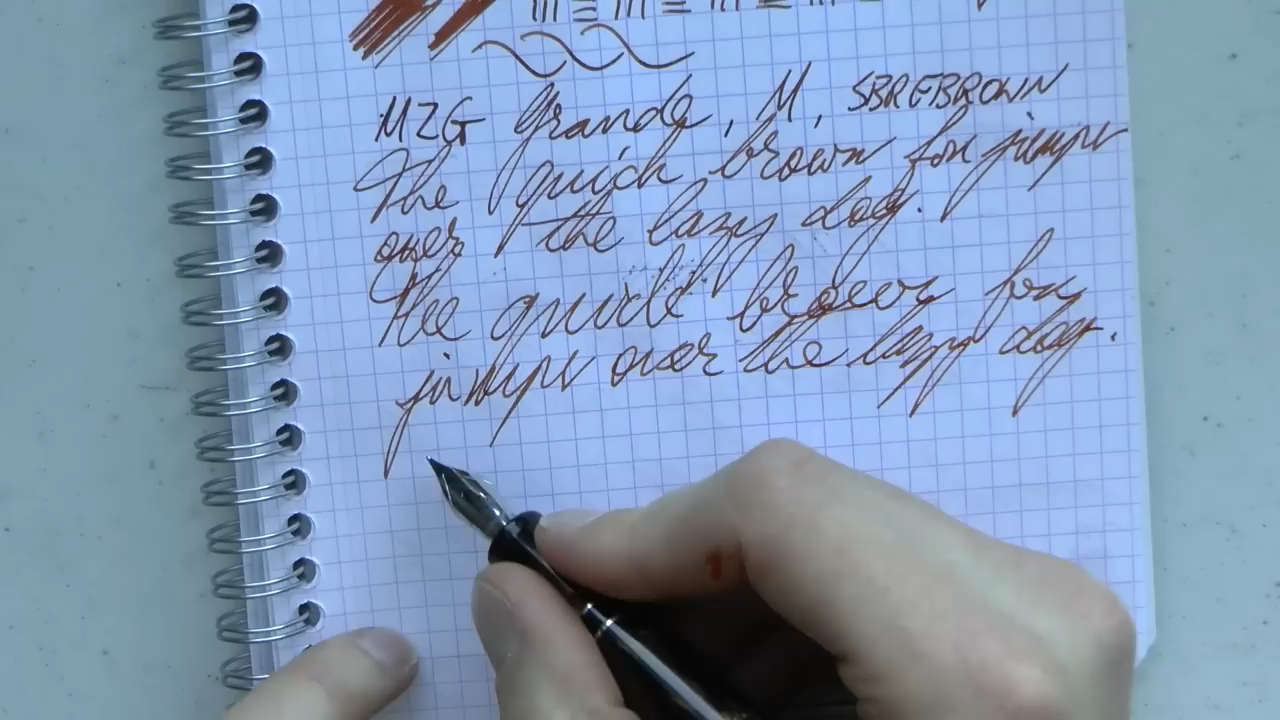 MZG Grande, M, SBREBROWN
The quick brown fox jumps
over the lazy dog.
The quick brown fox
jumps over the lazy dog.